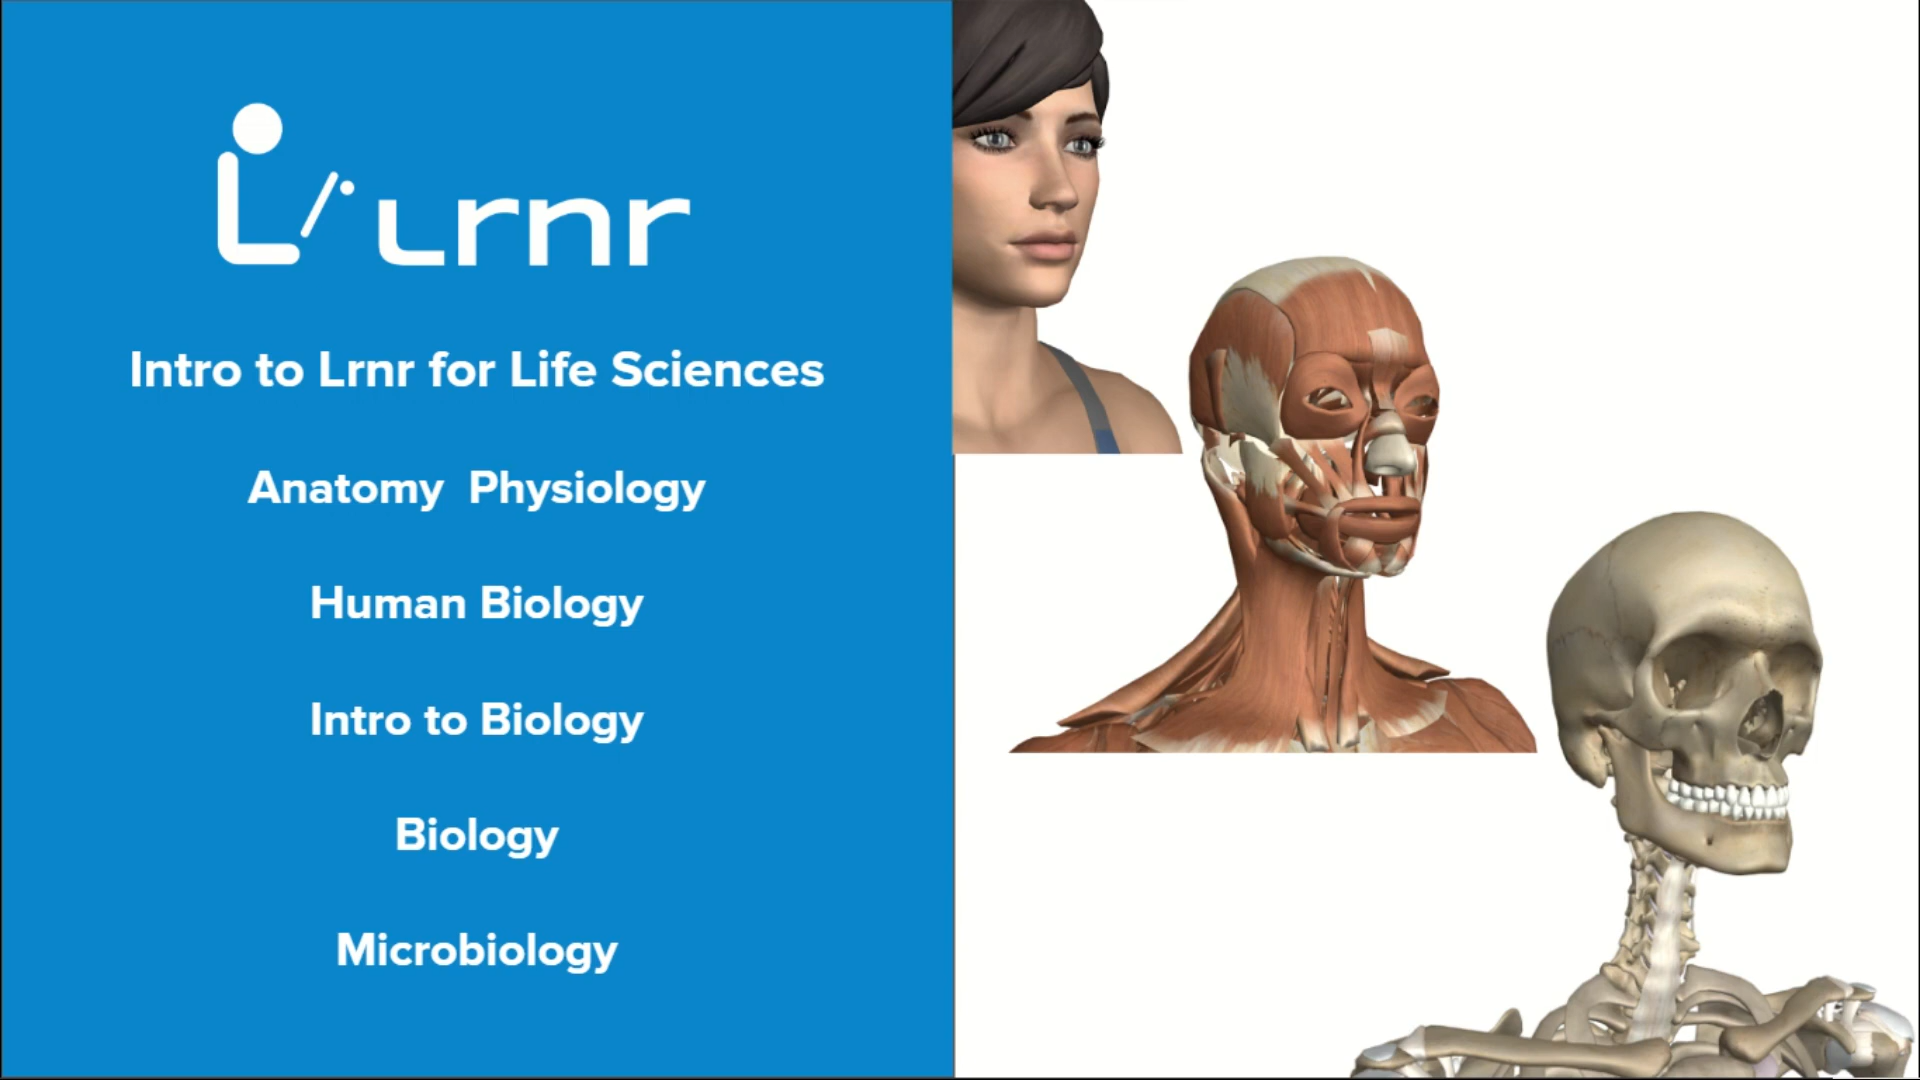 Lrnr
Intro to Lrnr for Life Sciences
Anatomy  Physiology
Human Biology
Intro to Biology
Biology
Microbiology